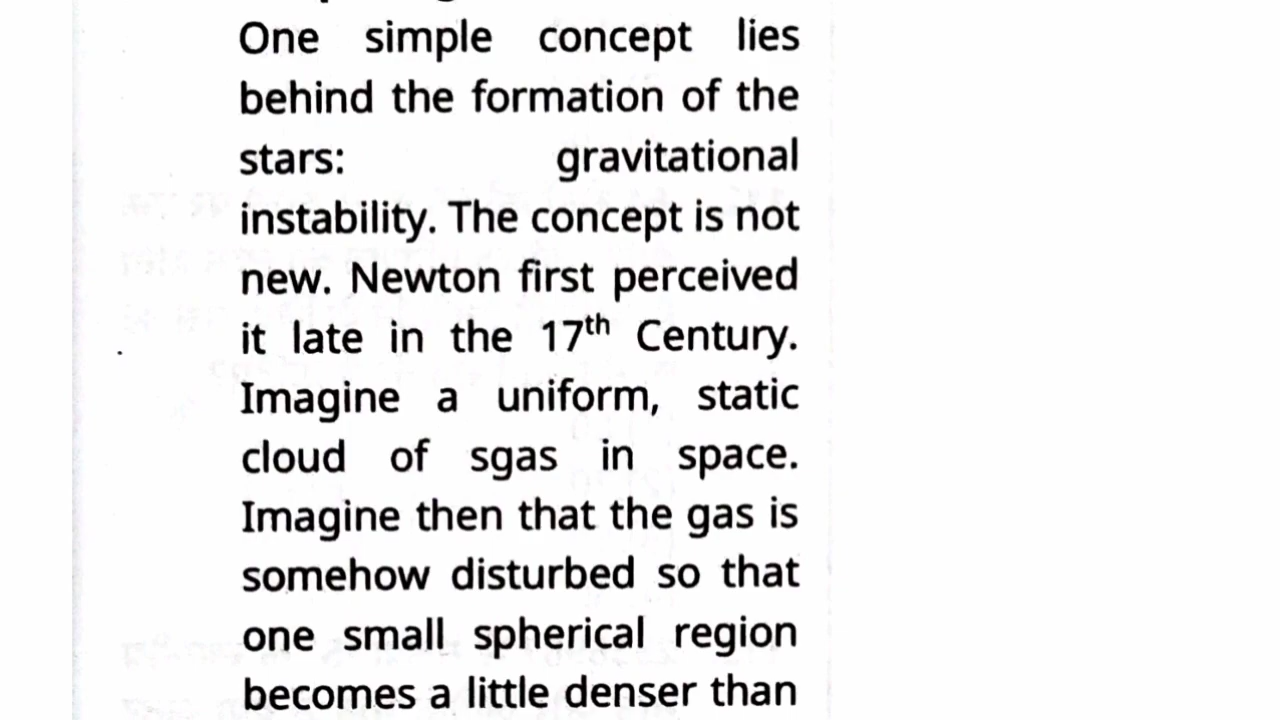 One simple concept lies
behind the formation of the
stars: gravitational
instability. The concept is not
new. Newton first perceived
it late in the 17th Century.
Imagine a uniform, static
cloud of sgas in space.
Imagine then that the gas is
somehow disturbed so that
one small spherical region
becomes a little denser than